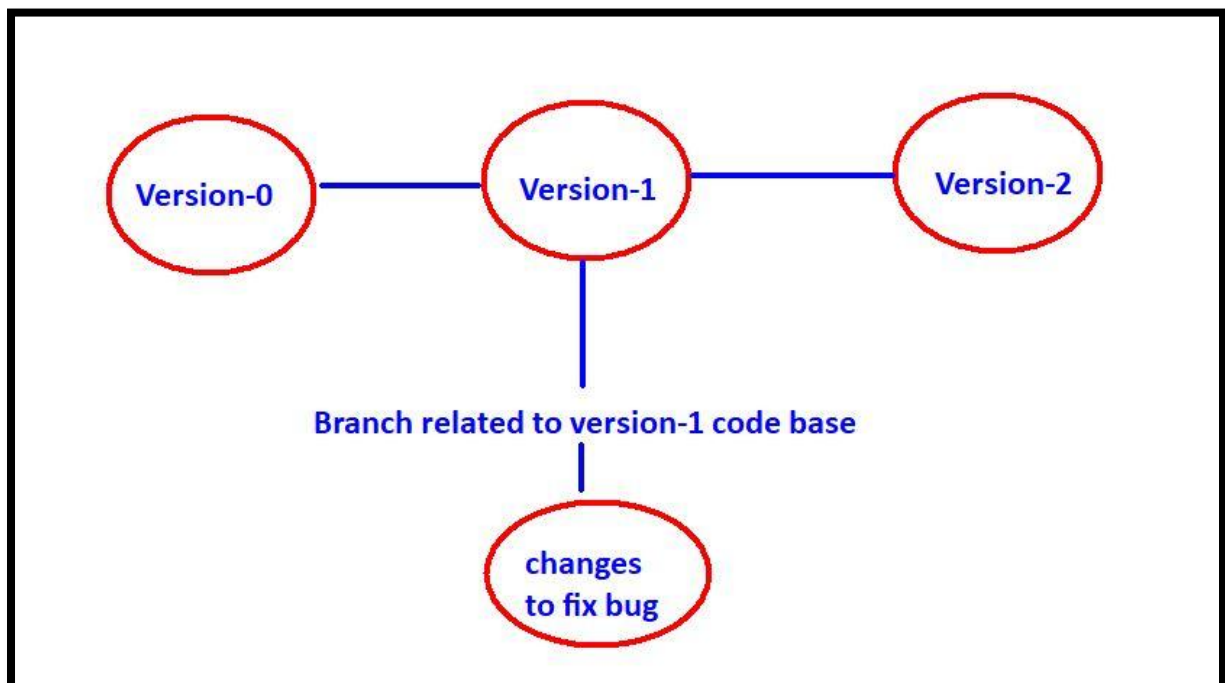 Version-0
Version-1
Version-2
Branch related to version-1 code base
changes
to fix bug